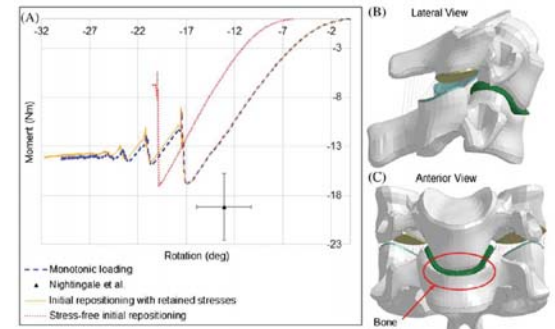 (A)
-32 -27 -22 -17 -12 -7 -2
-3
-8
-13
-18
-23
Moment (Nm)
Rotation (deg)
Monotonic loading
Nightingale et al.
Initial repositioning with retained stresses
Stress-free initial repositioning
(B) Lateral View
(C) Anterior View
Bone